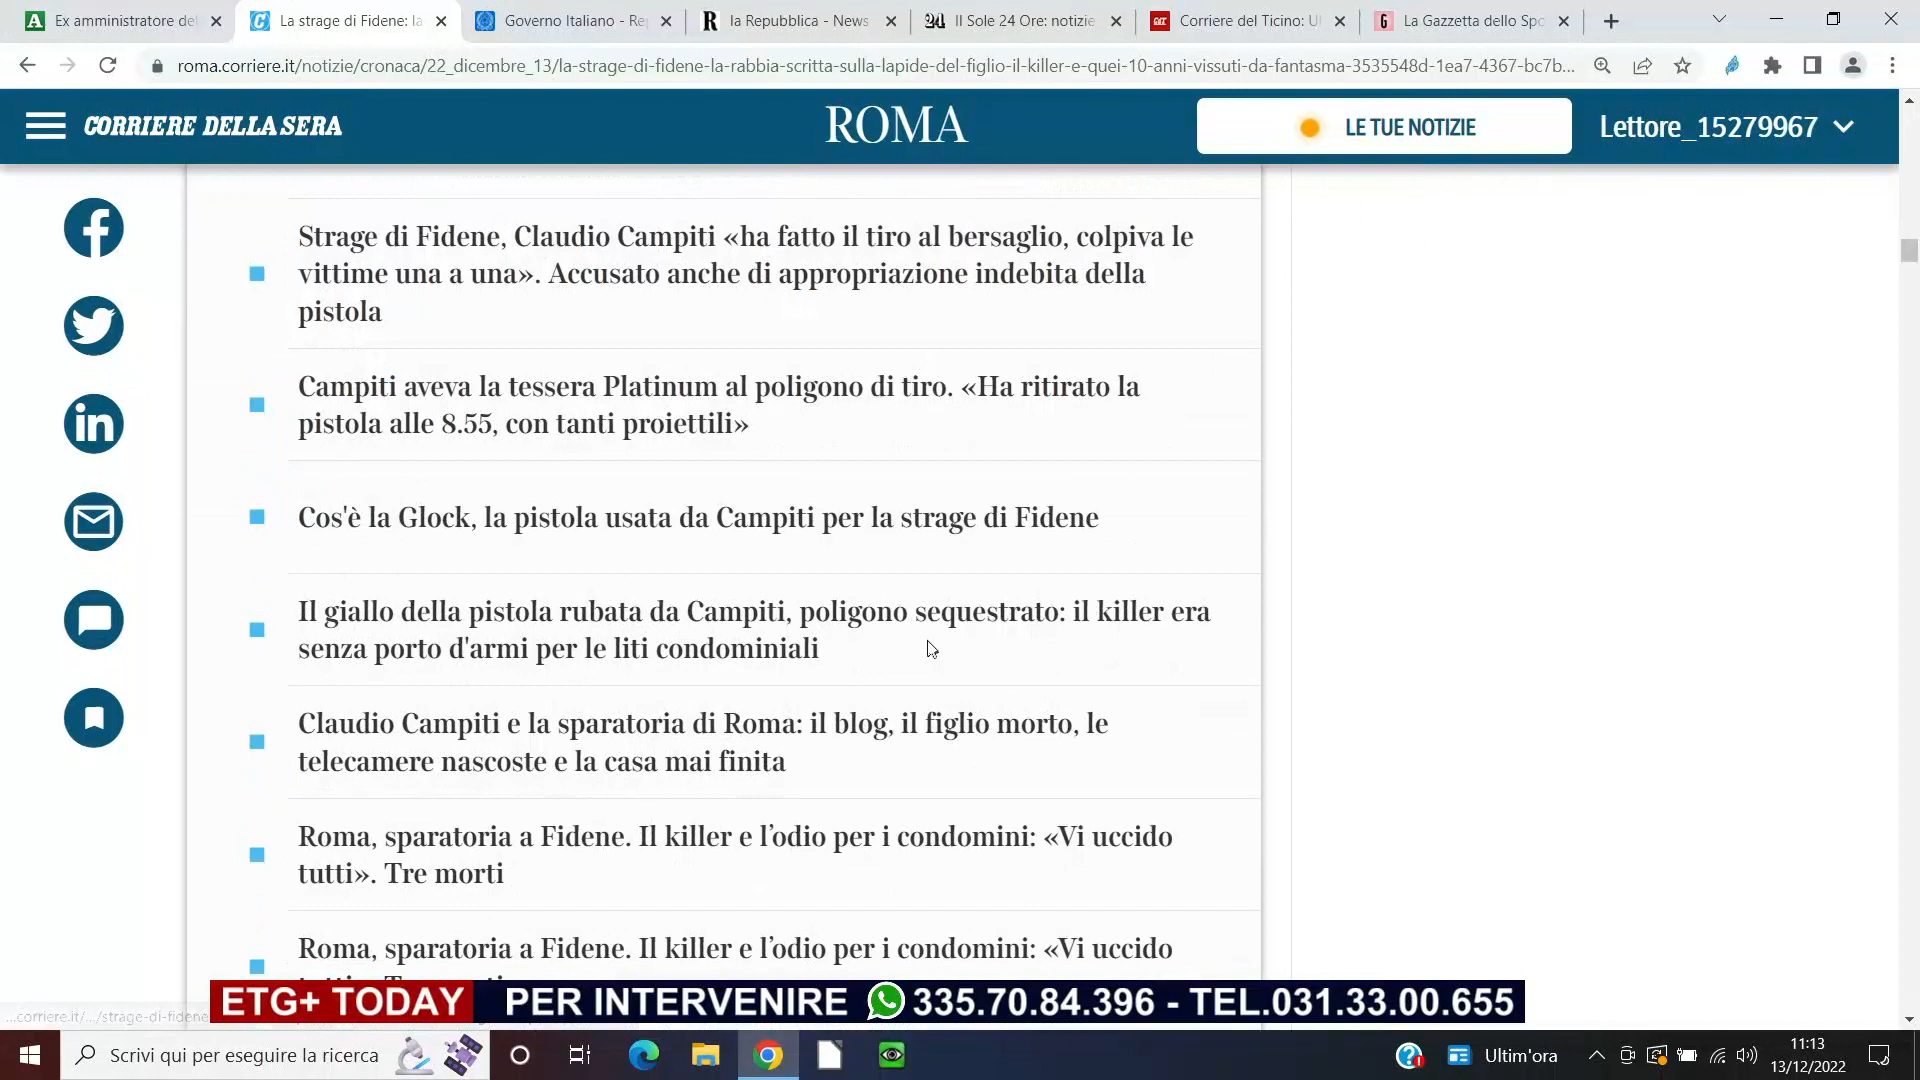 Ex amministratore de
La strage di Fidene: la
Governo Italiano - Re
la Repubblica - News
Il Sole 24 Ore: notizie
Corriere del Ticino: Ul
La Gazzetta dello Spo
roma.corriere.it/notizie/cronaca/22_dicembre_13/la-strage-di-fidene-la-rabbia-scritta-sulla-lapide-del-figlio-il-killer-e-quei-10-anni-vissuti-da-fantasma-3535548d-1ea7-4367-bc7b...
CORRIERE DELLA SERA
ROMA
LE TUE NOTIZIE
Lettore_15279967
Strage di Fidene, Claudio Campiti «ha fatto il tiro al bersaglio, colpiva le
vittime una a una». Accusato anche di appropriazione indebita della
pistola
Campiti aveva la tessera Platinum al poligono di tiro. «Ha ritirato la
pistola alle 8.55, con tanti proiettili»
Cos'è la Glock, la pistola usata da Campiti per la strage di Fidene
Il giallo della pistola rubata da Campiti, poligono sequestrato: il killer era
senza porto d'armi per le liti condominiali
Claudio Campiti e la sparatoria di Roma: il blog, il figlio morto, le
telecamere nascoste e la casa mai finita
Roma, sparatoria a Fidene. Il killer e l'odio per i condomini: «Vi uccido
tutti». Tre morti
Roma, sparatoria a Fidene. Il killer e l'odio per i condomini: «Vi uccido
...corriere.it/.../strage-di-fidene
ETG+ TODAY PER INTERVENIRE 335.70.84.396 - TEL.031.33.00.655
Scrivi qui per eseguire la ricerca
Ultim'ora
11:13
13/12/2022